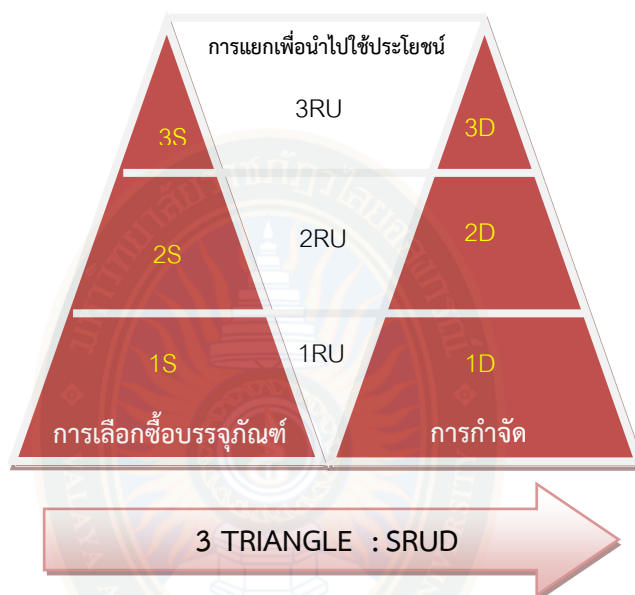 การแยกเพื่อนำไปใช้ประโยชน์
3S 3RU 3D
2S 2RU 2D
1S 1RU 1D
การเลือกซื้อบรรจุภัณฑ์ การกำจัด
3 TRIANGLE : SRUD